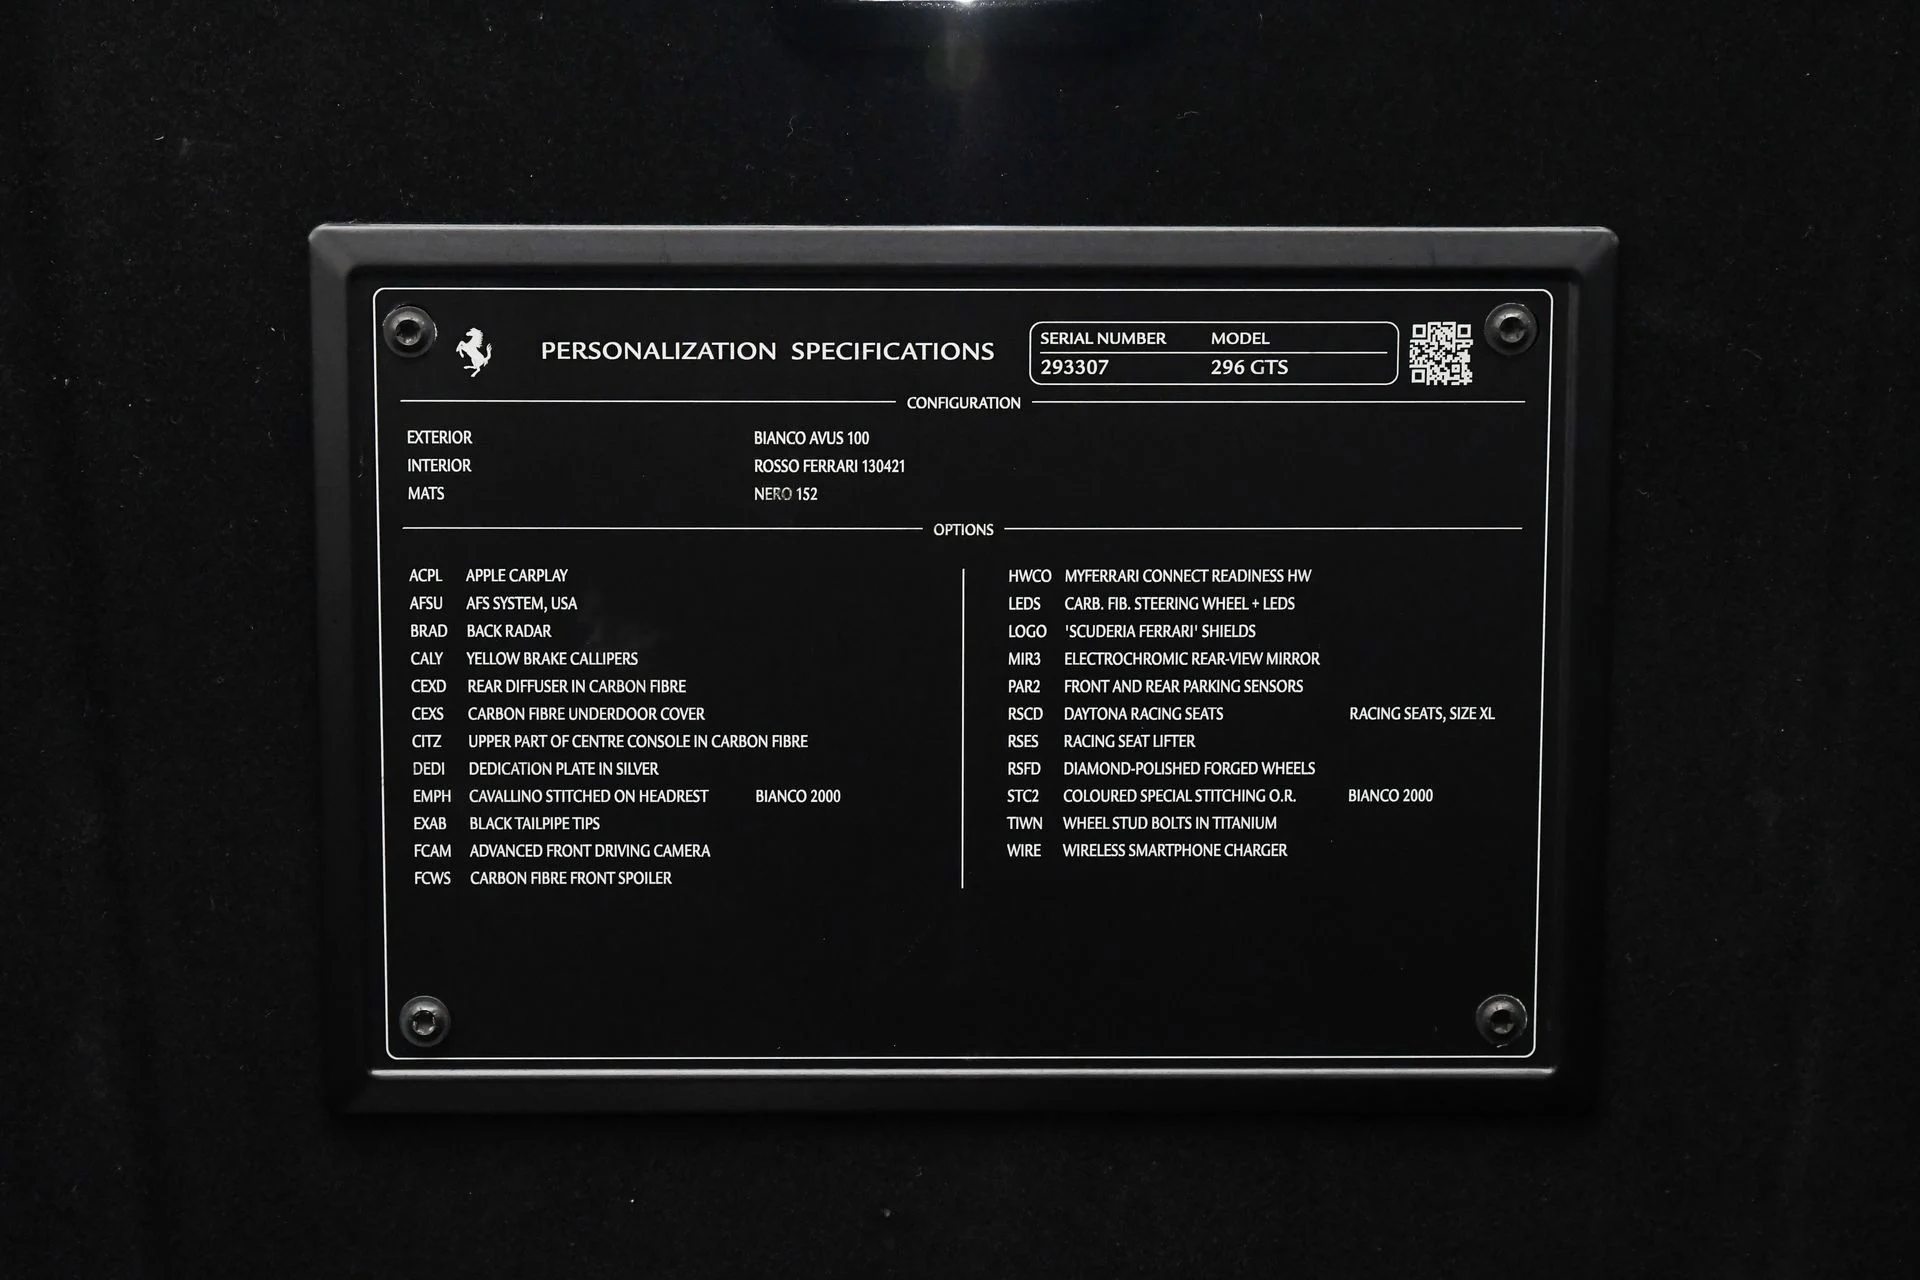 PERSONALIZATION SPECIFICATIONS
SERIAL NUMBER MODEL
293307 296 GTS
CONFIGURATION
EXTERIOR BIANCO AVUS 100
INTERIOR ROSSO FERRARI 130421
MATS NERO 152
OPTIONS
ACPL APPLE CARPLAY
AFSU AFS SYSTEM, USA
BRAD BACK RADAR
CALY YELLOW BRAKE CALLIPERS
CEXD REAR DIFFUSER IN CARBON FIBRE
CEXS CARBON FIBRE UNDERDOOR COVER
CITZ UPPER PART OF CENTRE CONSOLE IN CARBON FIBRE
DEDI DEDICATION PLATE IN SILVER
EMPH CAVALLINO STITCHED ON HEADREST BIANCO 2000
EXAB BLACK TAILPIPE TIPS
FCAM ADVANCED FRONT DRIVING CAMERA
FCWS CARBON FIBRE FRONT SPOILER
HWCO MYFERRARI CONNECT READINESS HW
LEDS CARB. FIB. STEERING WHEEL + LEDS
LOGO 'SCUDERIA FERRARI' SHIELDS
MIR3 ELECTROCHROMIC REAR-VIEW MIRROR
PAR2 FRONT AND REAR PARKING SENSORS
RSCD DAYTONA RACING SEATS RACING SEATS, SIZE XL
RSES RACING SEAT LIFTER
RSFD DIAMOND-POLISHED FORGED WHEELS
STC2 COLOURED SPECIAL STITCHING O.R. BIANCO 2000
TIWN WHEEL STUD BOLTS IN TITANIUM
WIRE WIRELESS SMARTPHONE CHARGER